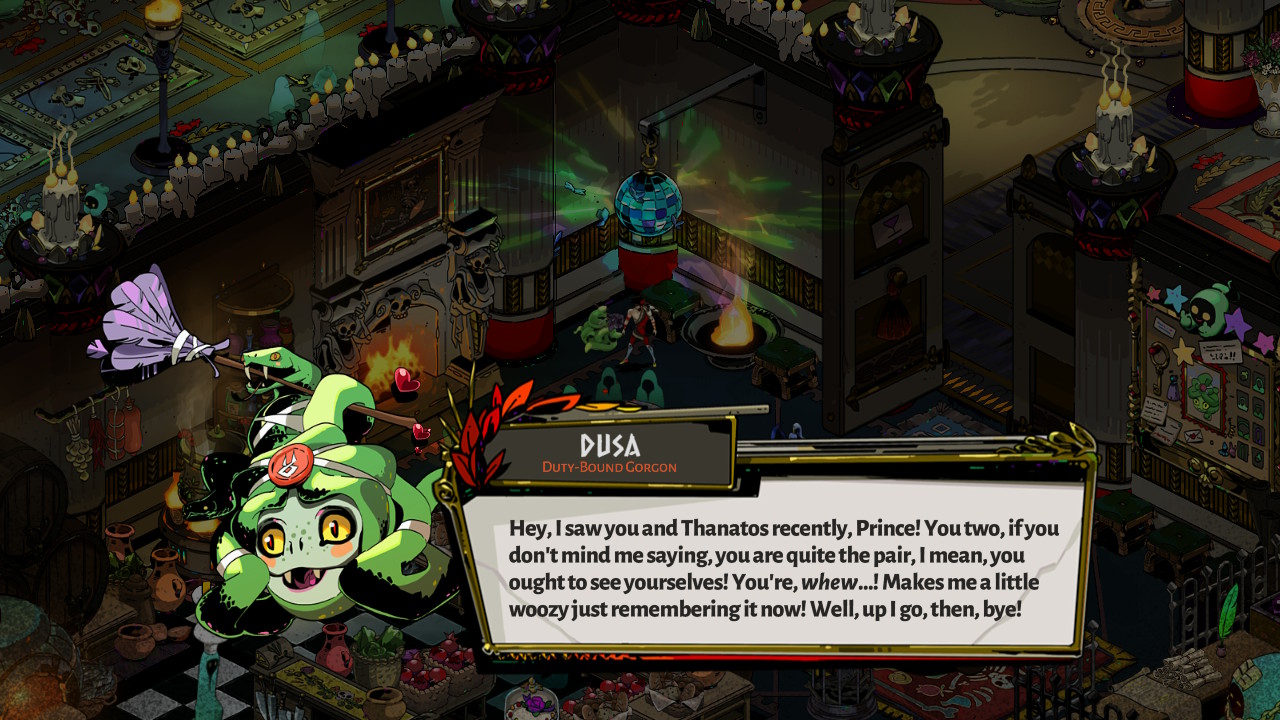 DUSA
Duty-Bound Gorgon
Hey, I saw you and Thanatos recently, Prince! You two, if you
don't mind me saying, you are quite the pair, I mean, you
ought to see yourselves! You're, whew...! Makes me a little
woozy just remembering it now! Well, up I go, then, bye!